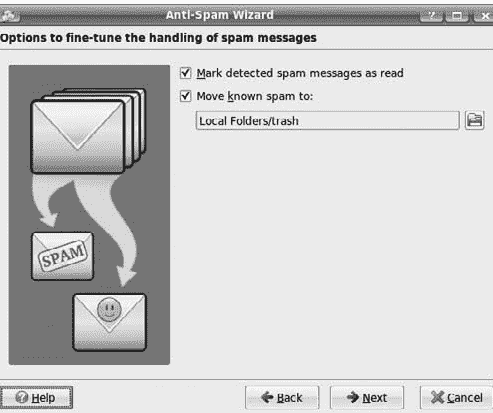 Anti-Spam Wizard
Options to fine-tune the handling of spam messages
Mark detected spam messages as read
Move known spam to:
Local Folders/trash
SPAM
Help
Back
Next
Cancel